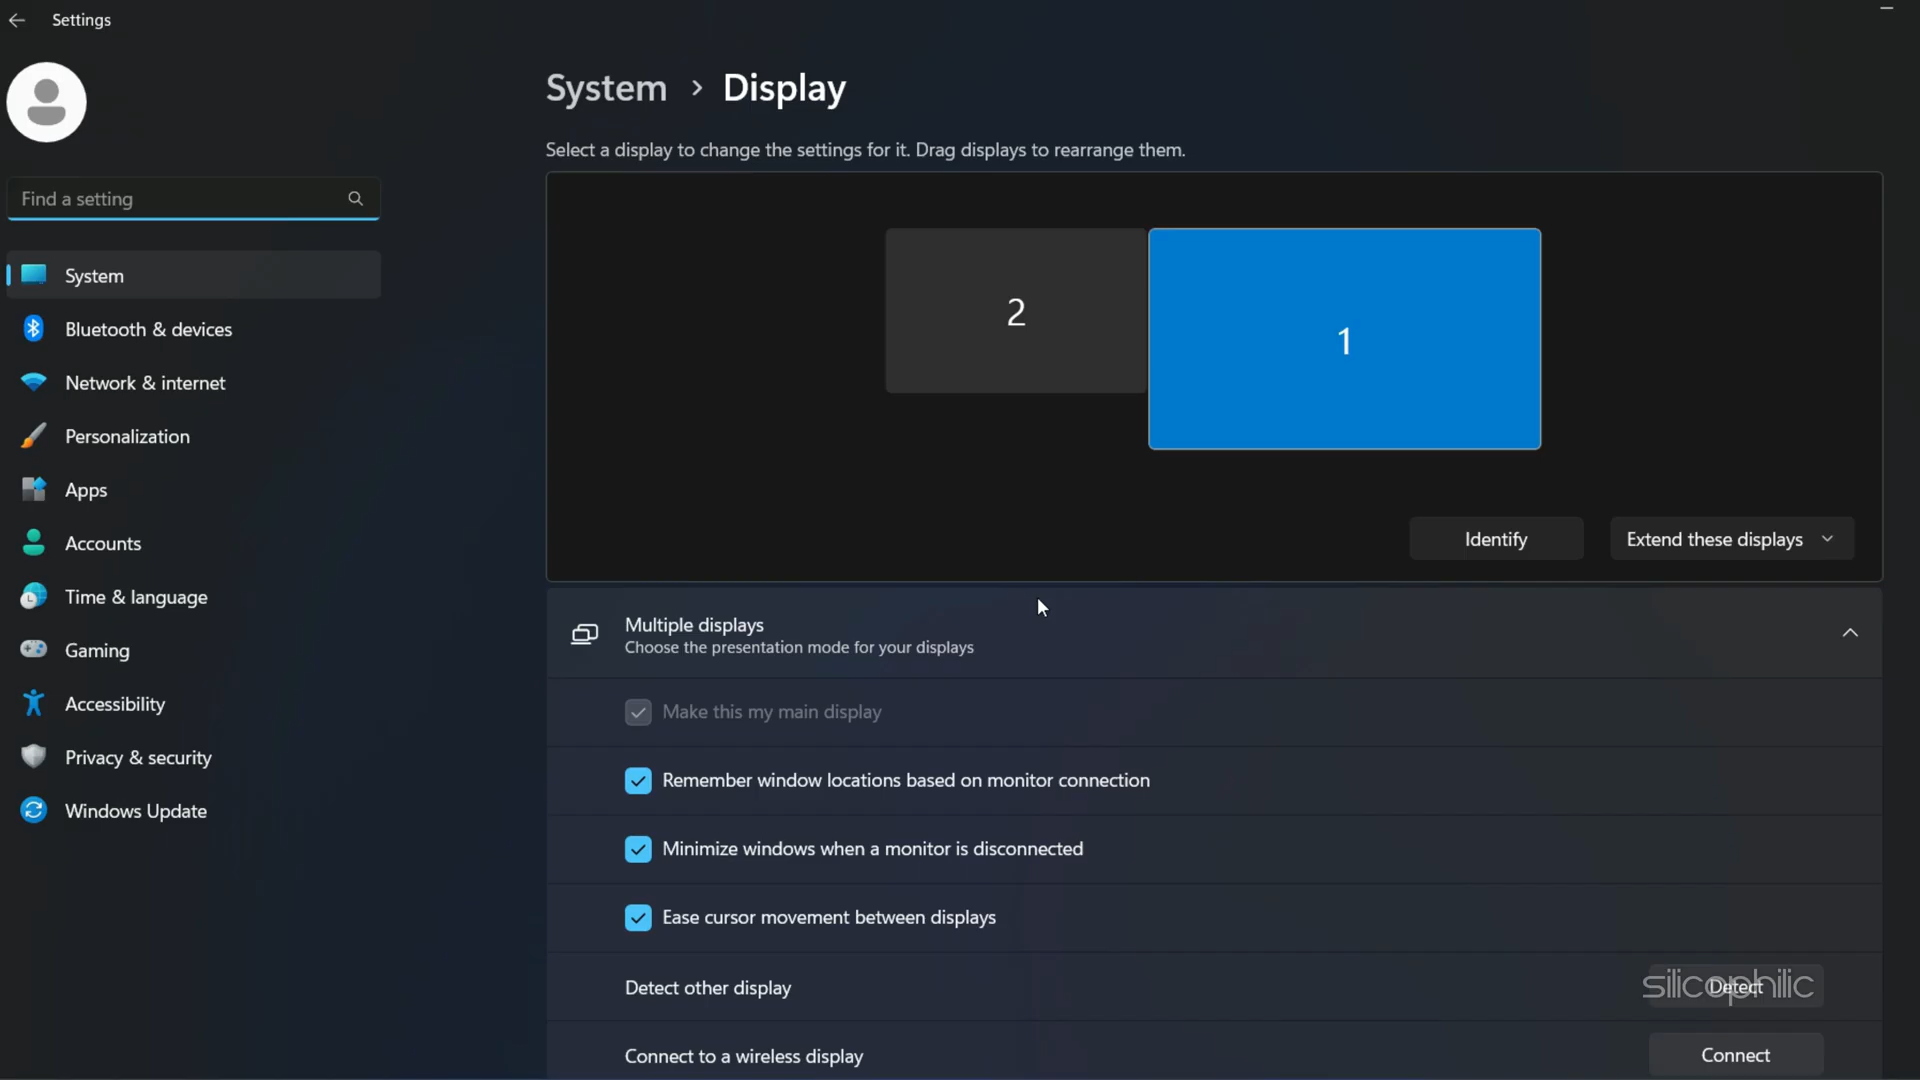 Settings
System > Display
Select a display to change the settings for it. Drag displays to rearrange them.
Find a setting
2
1
System
Bluetooth & devices
Network & internet
Personalization
Apps
Accounts
Time & language
Gaming
Accessibility
Privacy & security
Windows Update
Identify
Extend these displays
Multiple displays
Choose the presentation mode for your displays
Make this my main display
Remember window locations based on monitor connection
Minimize windows when a monitor is disconnected
Ease cursor movement between displays
Detect other display
Detect
silicophilic
Connect to a wireless display
Connect